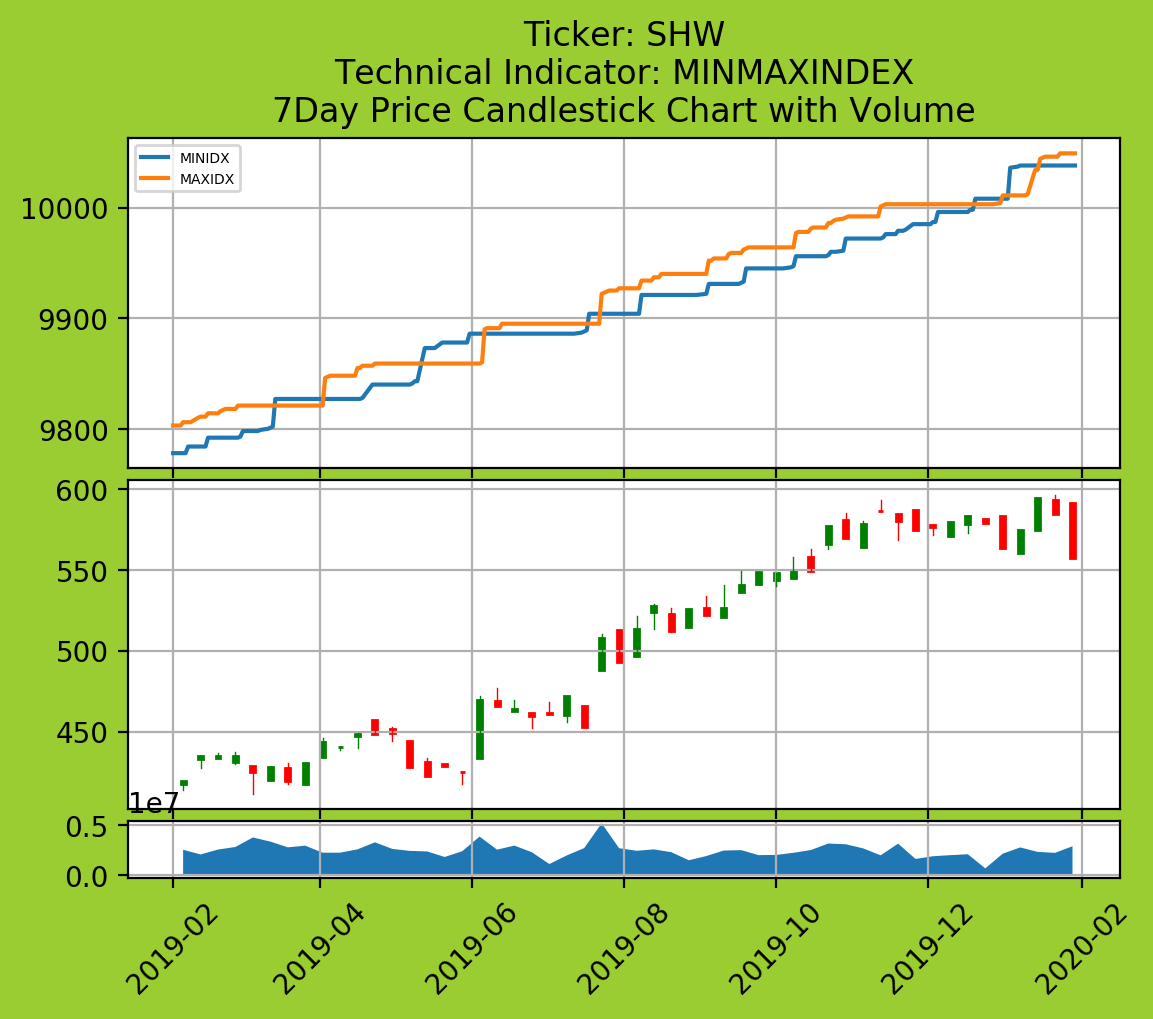 Ticker: SHW
Technical Indicator: MINMAXINDEX
7Day Price Candlestick Chart with Volume
MINIDX
MAXIDX
10000
9900
9800
600
550
500
450
1e7
0.5
0.0
2019-02
2019-04
2019-06
2019-08
2019-10
2019-12
2020-02